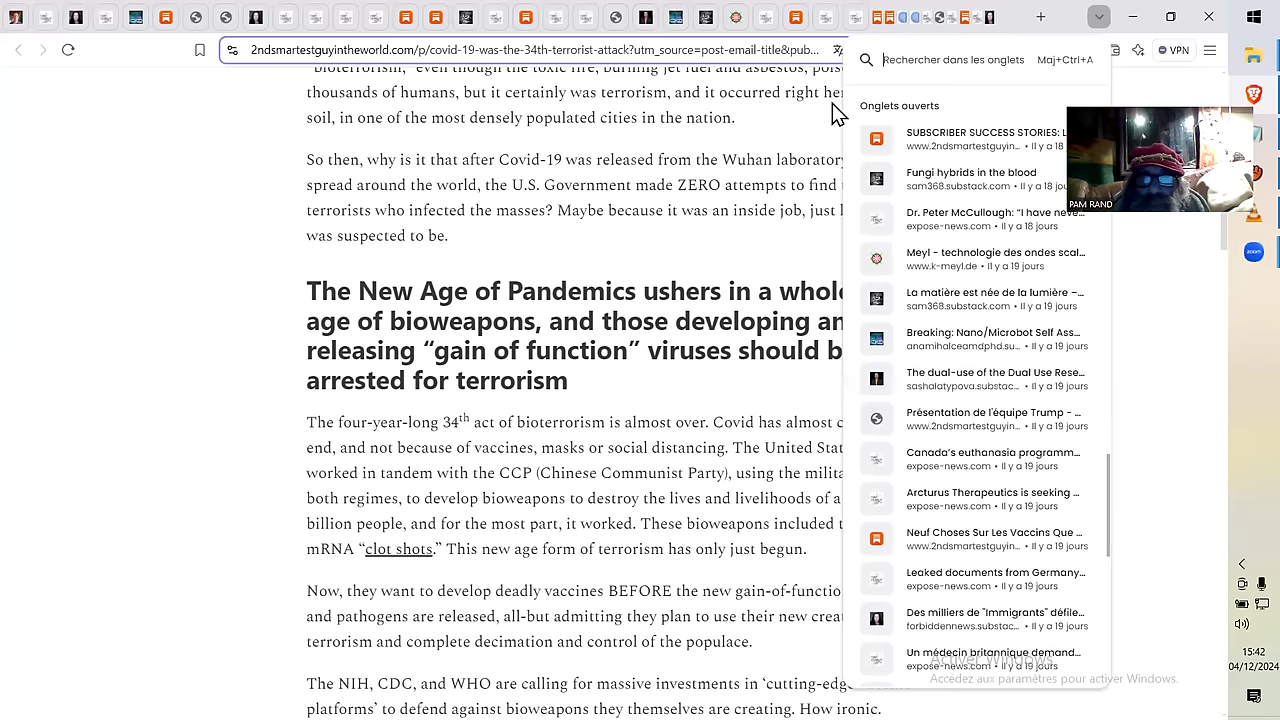 2ndsmartestguyintheworld.com/p/covid-19-was-the-34th-terrorist-attack?utm_source=post-email-title&pub...
VPN
thousands of humans, but it certainly was terrorism, and it occurred right
soil, in one of the most densely populated cities in the nation.
So then, why is it that after Covid-19 was released from the Wuhan laboratory
spread around the world, the U.S. Government made ZERO attempts to find
terrorists who infected the masses? Maybe because it was an inside job, just
was suspected to be.
The New Age of Pandemics ushers in a whole
age of bioweapons, and those developing
releasing “gain of function” viruses should
arrested for terrorism
The four-year-long 34th act of bioterrorism is almost over. Covid has almost
end, and not because of vaccines, masks or social distancing. The United
worked in tandem with the CCP (Chinese Communist Party), using the
both regimes, to develop bioweapons to destroy the lives and livelihoods of
billion people, and for the most part, it worked. These bioweapons included
mRNA “clot shots.” This new age form of terrorism has only just begun.
Now, they want to develop deadly vaccines BEFORE the new
and pathogens are released, all-but admitting they plan to use their new
terrorism and complete decimation and control of the populace.
The NIH, CDC, and WHO are calling for massive investments in
platforms’ to defend against bioweapons they themselves are creating. How ironic.
Rechercher dans les onglets Maj+Ctrl+A
Onglets ouverts
SUBSCRIBER SUCCESS STORIES:
www.2ndsmartestguyin... • Il y a 18
Fungi hybrids in the blood
sam368.substack.com • Il y a 18
Dr. Peter McCullough: “I have
expose-news.com • Il y a 18 jours
Meyl - technologie des ondes scal...
www.k-meyl.de • Il y a 19 jours
La matière est née de la lumière –...
sam368.substack.com • Il y a 19 jours
Breaking: Nano/Microbot Self Ass...
anamihalceamdphd.su... • Il y a 19 jours
The dual-use of the Dual Use Rese...
sashalatypova.substac... • Il y a 19 jours
Présentation de l'équipe Trump - ...
www.2ndsmartestguyin... • Il y a 19 jours
Canada’s euthanasia programm...
expose-news.com • Il y a 19 jours
Arcturus Therapeutics is seeking ...
expose-news.com • Il y a 19 jours
Neuf Choses Sur Les Vaccins Que ...
www.2ndsmartestguyin... • Il y a 19 jours
Leaked documents from Germany...
expose-news.com • Il y a 19 jours
Des milliers de "Immigrants" défile...
forbiddennews.substac... • Il y a 19 jours
Un médecin britannique demand...
expose-news.com • Il y a 19 jours
PAM RAND
zoom
Activer Windows
Accédez aux paramètres pour activer Windows.
15:42
04/12/2024